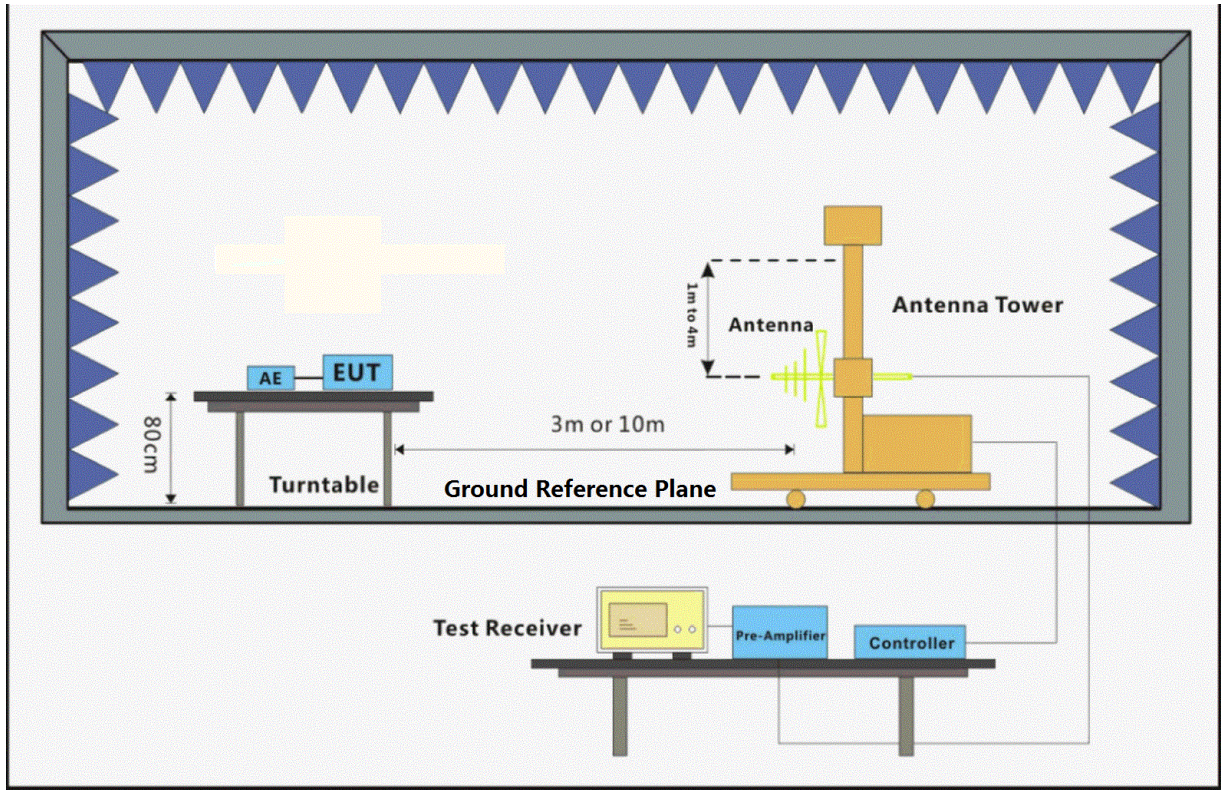 1m to 4m
Antenna
Antenna Tower
AE
EUT
80cm
3m or 10m
Turntable
Ground Reference Plane
Test Receiver
Pre-Amplifier
Controller